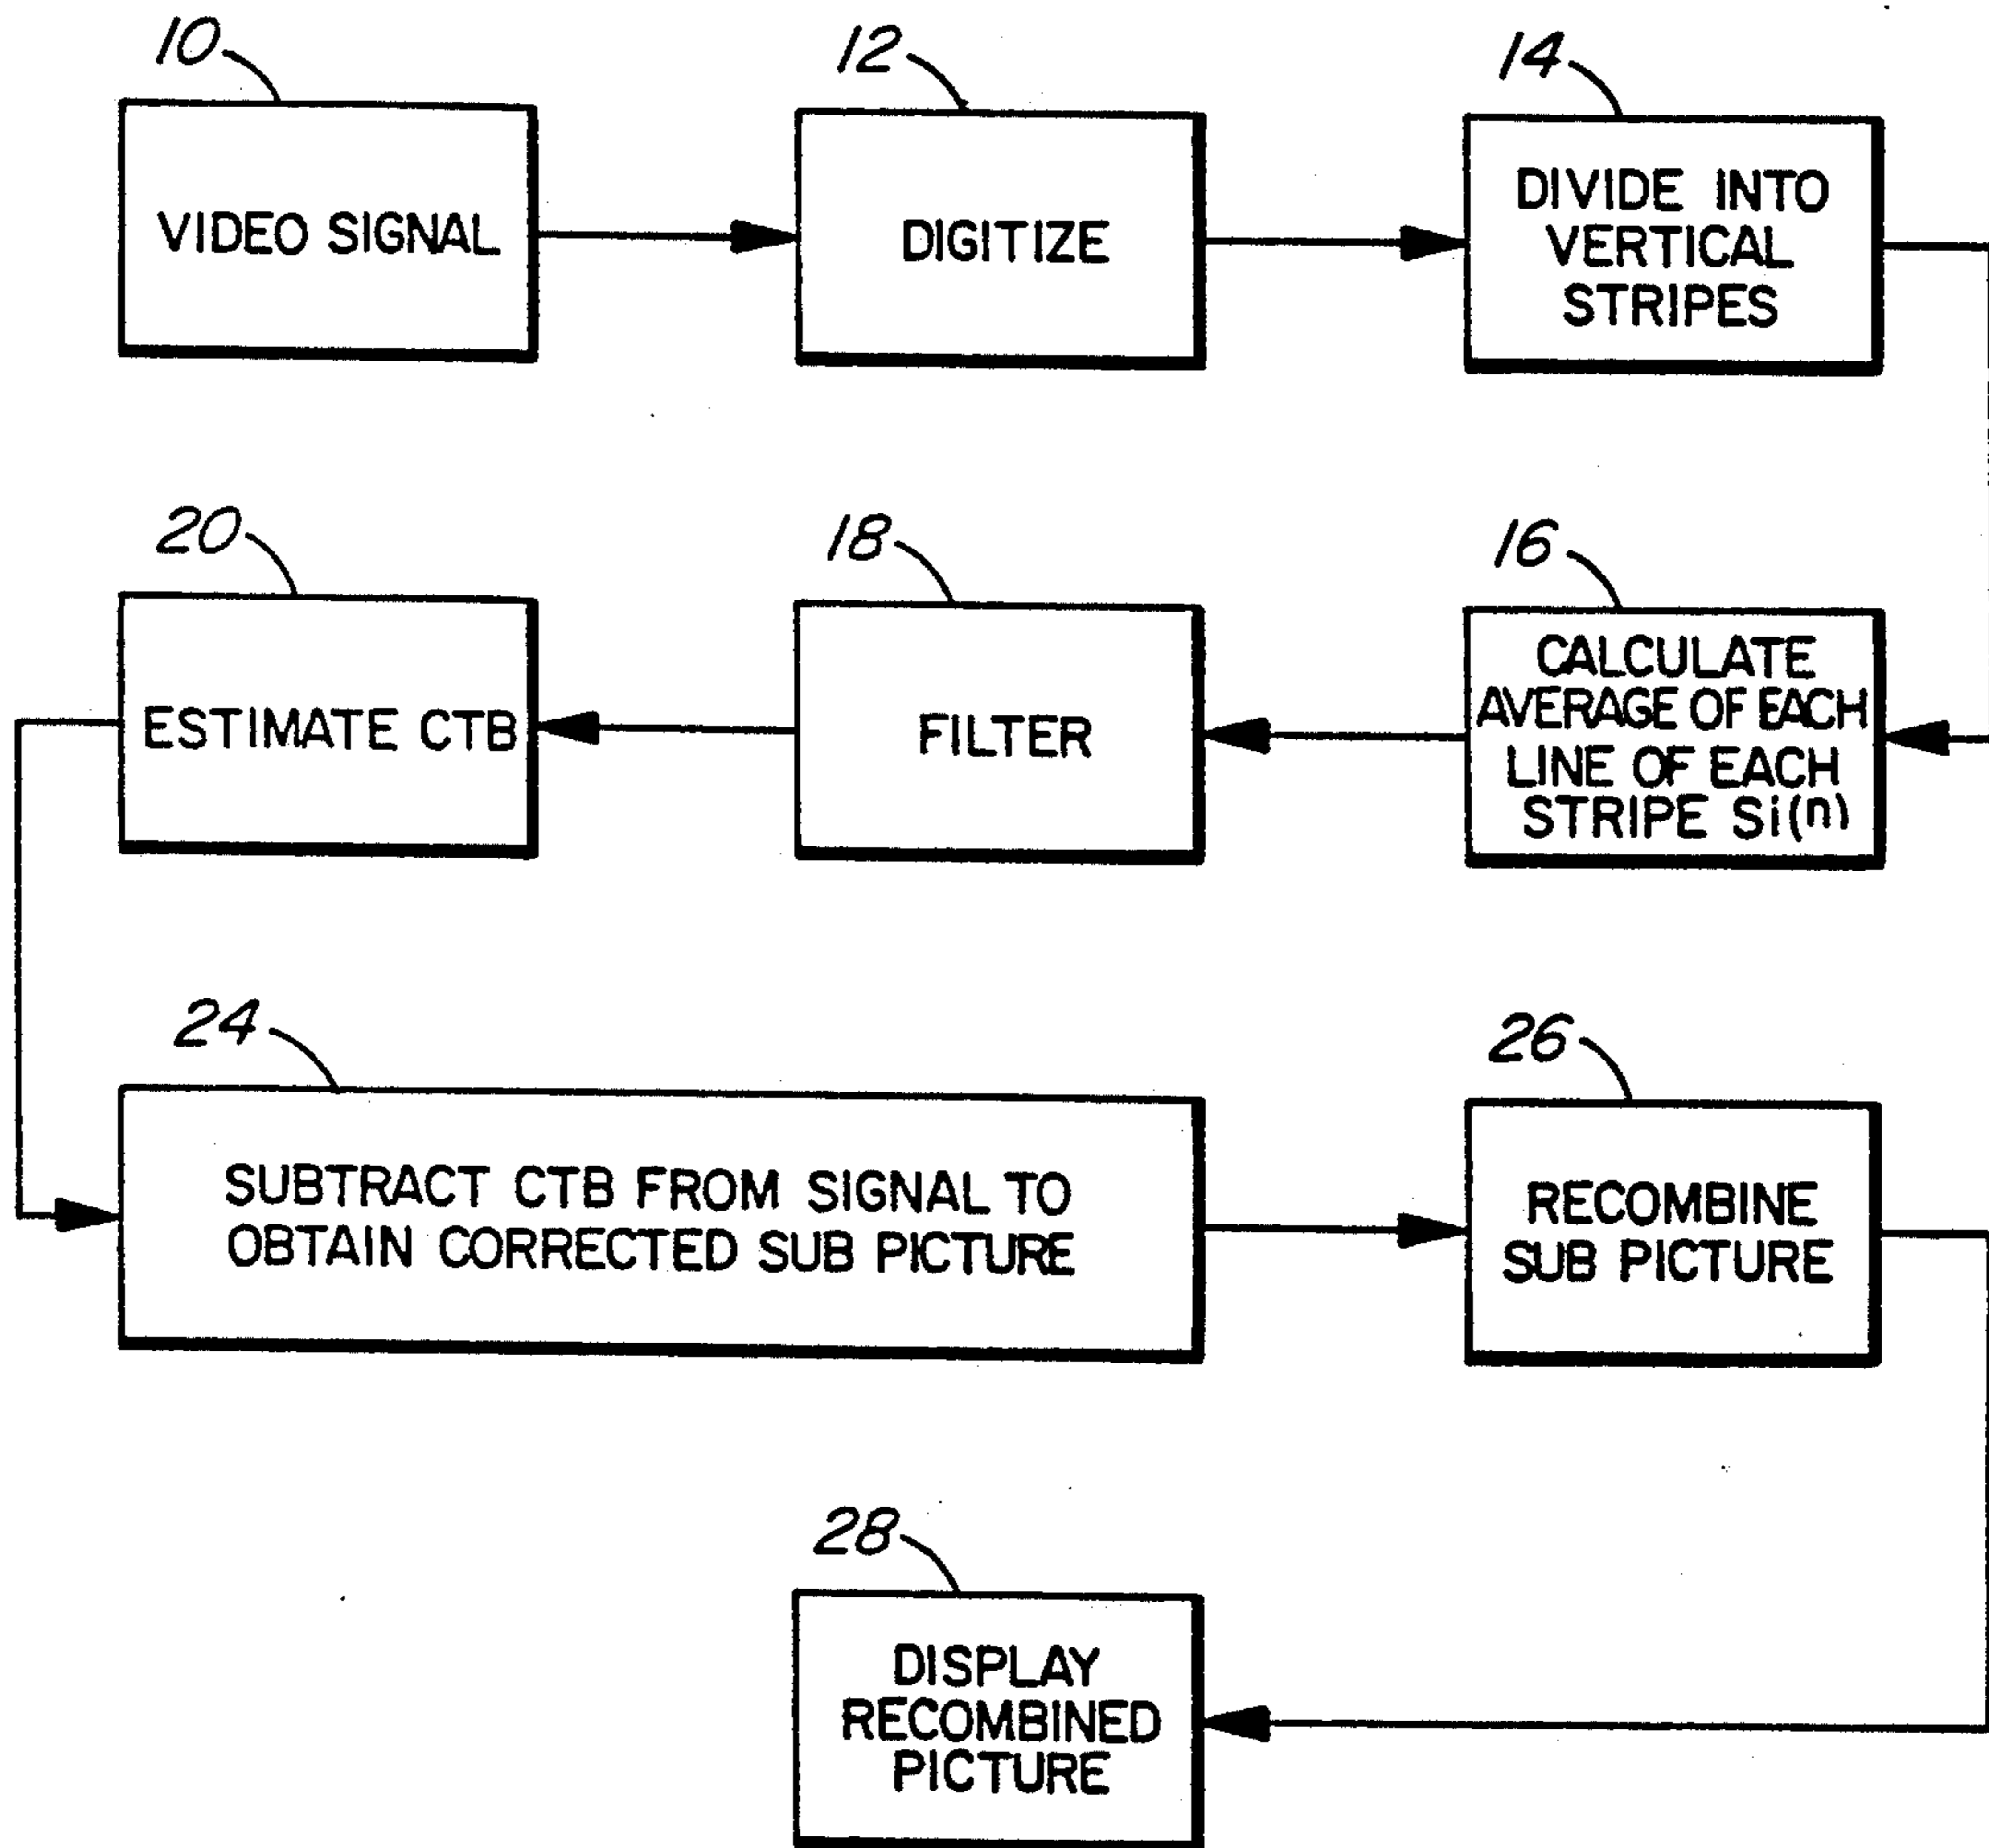 10
VIDEO SIGNAL
12
DIGITIZE
14
DIVIDE INTO
VERTICAL
STRIPES
16
CALCULATE
AVERAGE OF EACH
LINE OF EACH
STRIPE Si(n)
18
FILTER
20
ESTIMATE CTB
24
SUBTRACT CTB FROM SIGNAL TO
OBTAIN CORRECTED SUB PICTURE
26
RECOMBINE
SUB PICTURE
28
DISPLAY
RECOMBINED
PICTURE